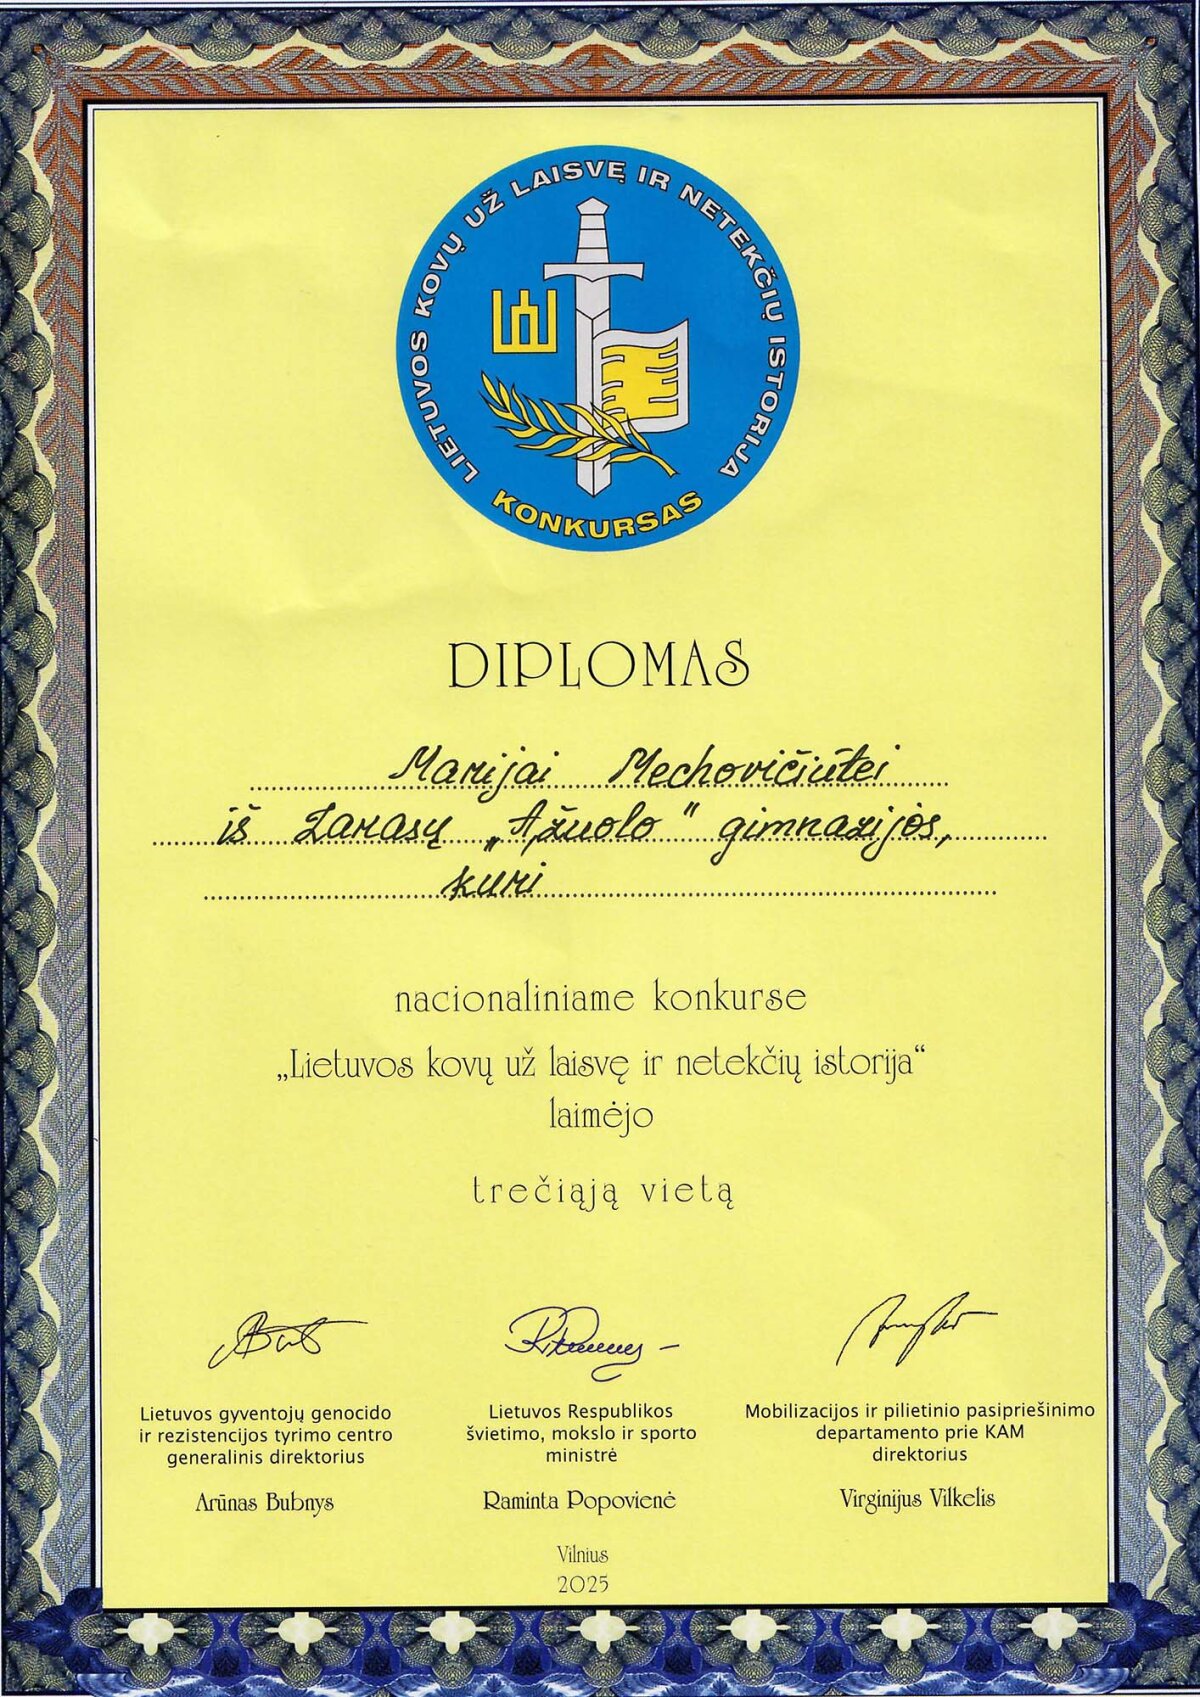 LIETUVOS KOVŲ UŽ LAISVĘ IR NETEKČIŲ ISTORIJA
KONKURSAS
DIPLOMAS
Marijai Mechovičiūtei
iš Zarasų „Ąžuolo" gimnazijos,
kuri
nacionaliniame konkurse
„Lietuvos kovų už laisvę ir netekčių istorija“
laimėjo
trečiąją vietą
Lietuvos gyventojų genocido
ir rezistencijos tyrimo centro
generalinis direktorius
Arūnas Bubnys
Lietuvos Respublikos
švietimo, mokslo ir sporto
ministrė
Raminta Popovienė
Mobilizacijos ir pilietinio pasipriešinimo
departamento prie KAM
direktorius
Virginijus Vilkelis
Vilnius
2025